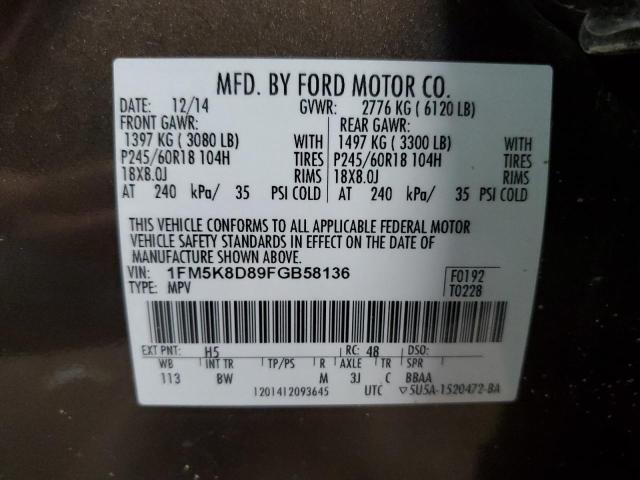 MFD. BY FORD MOTOR CO.
DATE: 12/14 GVWR: 2776 KG ( 6120 LB)
FRONT GAWR: REAR GAWR:
1397 KG ( 3080 LB) WITH 1497 KG ( 3300 LB) WITH
P245/60R18 104H TIRES P245/60R18 104H TIRES
18X8.0J RIMS 18X8.0J RIMS
AT 240 kPa/ 35 PSI COLD AT 240 kPa/ 35 PSI COLD
THIS VEHICLE CONFORMS TO ALL APPLICABLE FEDERAL MOTOR
VEHICLE SAFETY STANDARDS IN EFFECT ON THE DATE OF
MANUFACTURE SHOWN ABOVE.
VIN: 1FM5K8D89FGB58136 F0192
TYPE: MPV T0228
EXT PNT: H5 RC: 48 DSO:
WB INT TR TP/PS R AXLE TR SPR
113 BW M 3J C BBAA
1201412093645 UTC ▽5U5A-1520472-BA